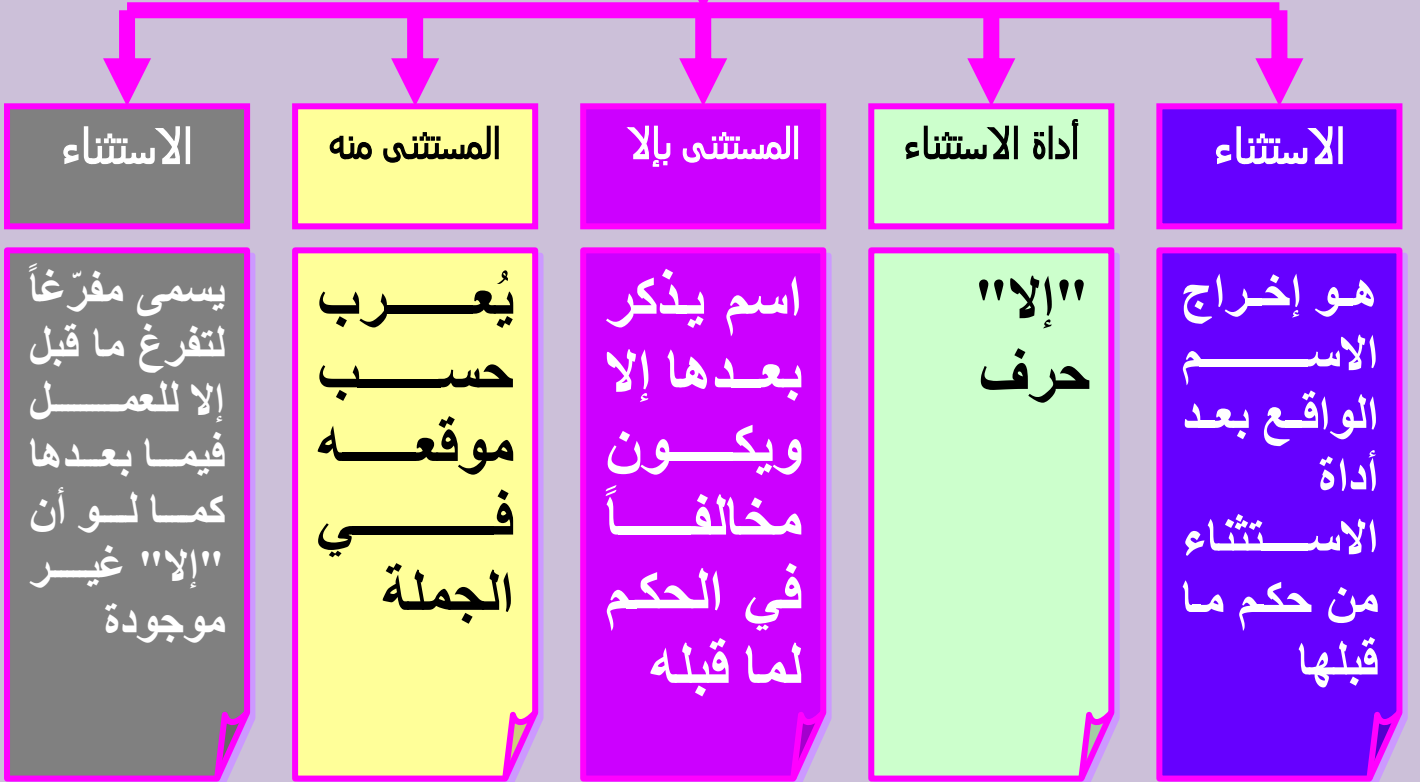 الاستثناء
هو إخراج
الاسم
الواقع بعد
أداة
الاستثناء
من حكم ما
قبلها
أداة الاستثناء
"إلا"
حرف
المستثنى بإلا
اسم يذكر
بعدها إلا
ويكون
مخالفاً
في الحكم
لما قبله
المستثنى منه
يُعرب
حسب
موقعه
في
الجملة
الاستثناء
يسمى مفرّغاً
لتفرغ ما قبل
إلا للعمل
فيما بعدها
كما لو أن
"إلا" غير
موجودة